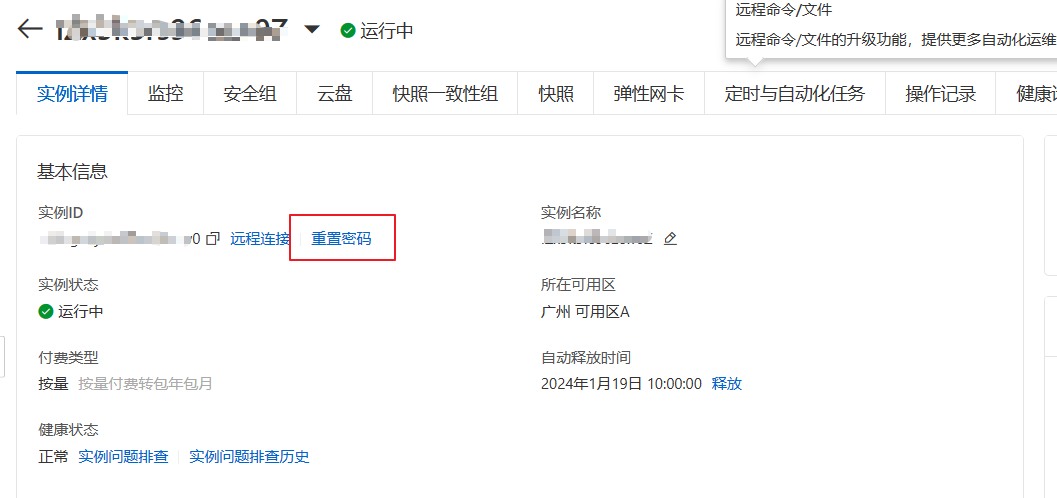 远程命令/文件
远程命令/文件的升级功能，提供更多自动化运维
运行中
实例详情 监控 安全组 云盘 快照一致性组 快照 弹性网卡 定时与自动化任务 操作记录
基本信息
实例ID 实例名称
远程连接 重置密码
实例状态 所在可用区
运行中 广州 可用区A
付费类型 自动释放时间
按量 按量付费转包年包月 2024年1月19日 10:00:00 释放
健康状态
正常 实例问题排查 实例问题排查历史